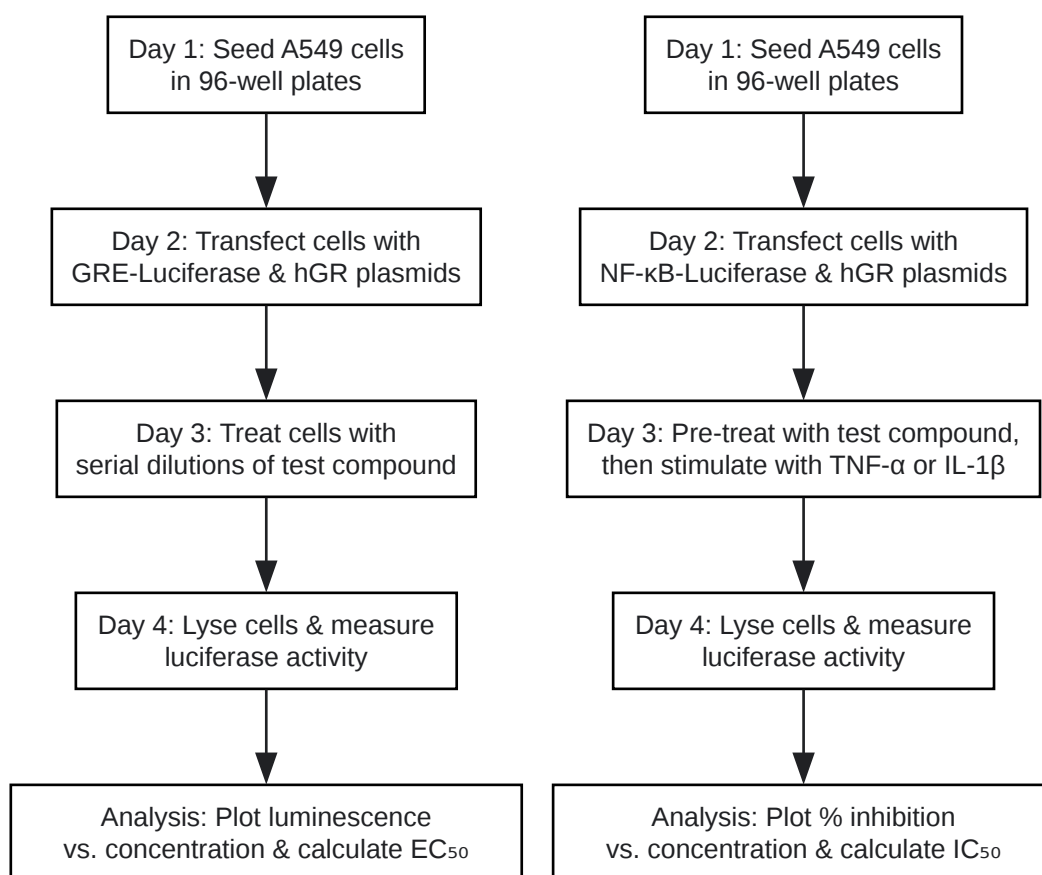 Day 1: Seed A549 cells
in 96-well plates
Day 2: Transfect cells with
GRE-Luciferase & hGR plasmids
Day 3: Treat cells with
serial dilutions of test compound
Day 4: Lyse cells & measure
luciferase activity
Analysis: Plot luminescence
vs. concentration & calculate EC₅₀
Day 1: Seed A549 cells
in 96-well plates
Day 2: Transfect cells with
NF-κB-Luciferase & hGR plasmids
Day 3: Pre-treat with test compound,
then stimulate with TNF-α or IL-1β
Day 4: Lyse cells & measure
luciferase activity
Analysis: Plot % inhibition
vs. concentration & calculate IC₅₀